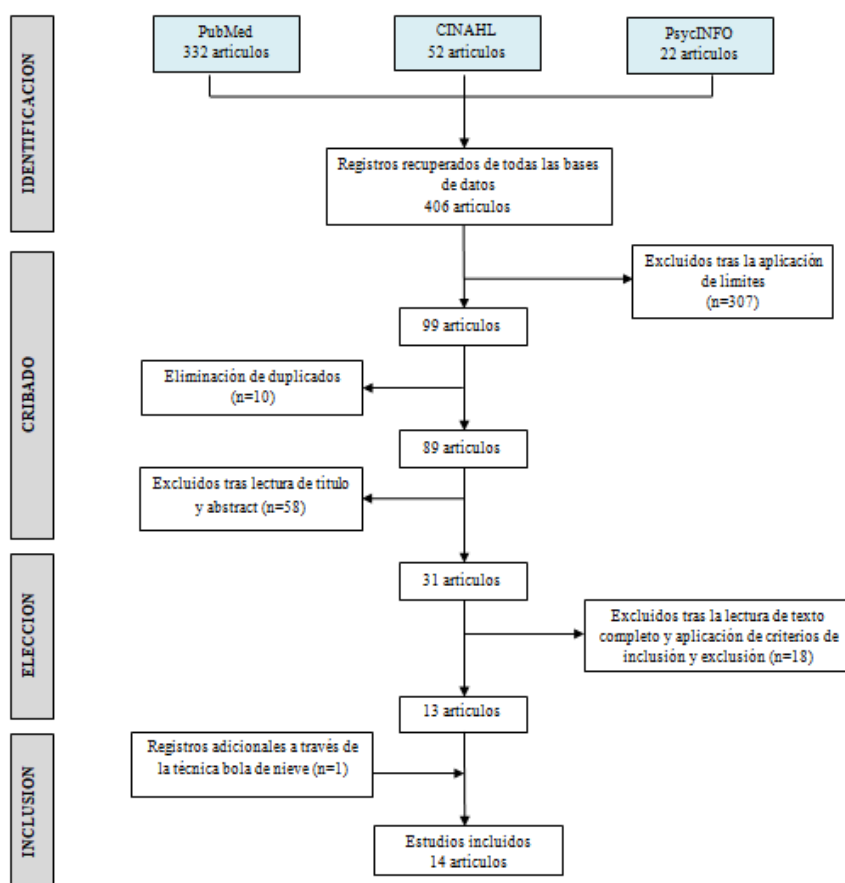 IDENTIFICACION
PubMed
332 articulos
CINAHL
52 articulos
PsycINFO
22 articulos
Registros recuperados de todas las bases
de datos
406 articulos
CRIBADO
Excluidos tras la aplicación
de limites
(n=307)
99 articulos
Eliminación de duplicados
(n=10)
89 articulos
Excluidos tras lectura de titulo
y abstract (n=58)
ELECCION
31 articulos
Excluidos tras la lectura de texto
completo y aplicación de criterios de
inclusión y exclusión (n=18)
13 articulos
INCLUSION
Registros adicionales a través de
la técnica bola de nieve (n=1)
Estudios incluidos
14 articulos